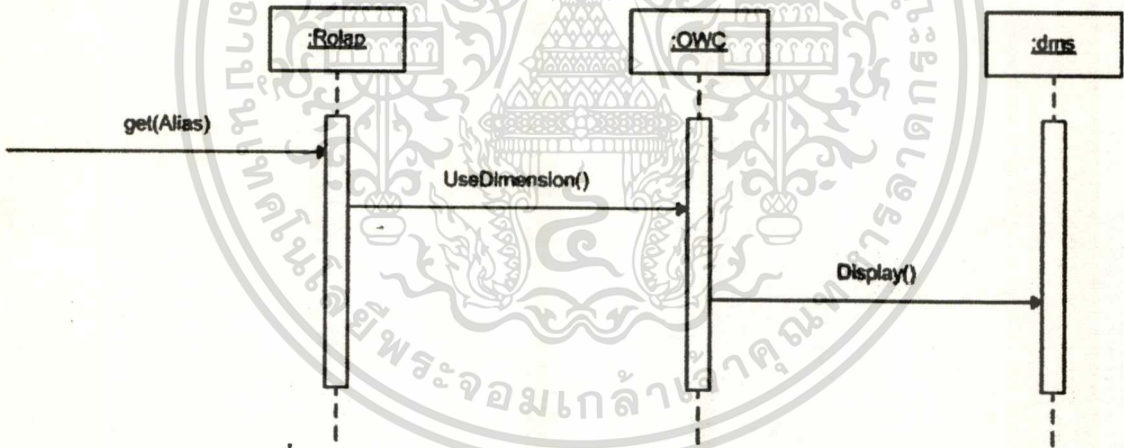 :Rolap
:OWC
:dms
get(Alias)
UseDimension()
Display()